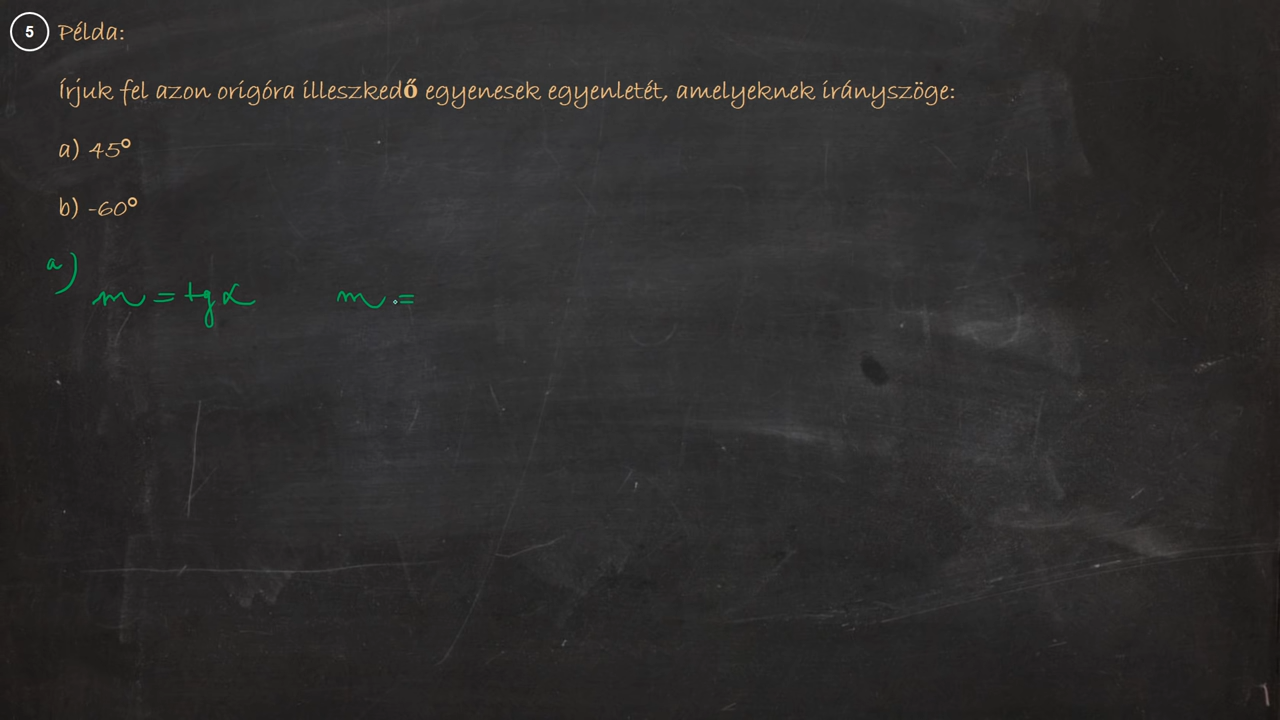 5 Példa:
Írjuk fel azon origóra illeszkedő egyenesek egyenletét, amelyeknek irányszöge:
a) 45°
b) -60°
a)
m = tg α m =